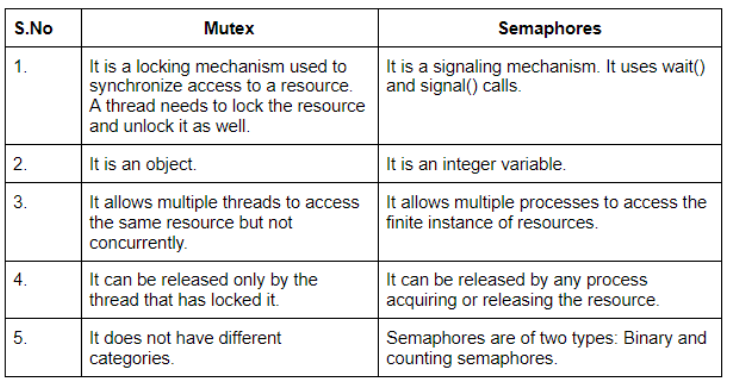 S.No Mutex Semaphores
1.
It is a locking mechanism used to
synchronize access to a resource.
A thread needs to lock the resource
and unlock it as well.
It is a signaling mechanism. It uses wait()
and signal() calls.
2.
It is an object.
It is an integer variable.
3.
It allows multiple threads to access
the same resource but not
concurrently.
It allows multiple processes to access the
finite instance of resources.
4.
It can be released only by the
thread that has locked it.
It can be released by any process
acquiring or releasing the resource.
5.
It does not have different
categories.
Semaphores are of two types: Binary and
counting semaphores.